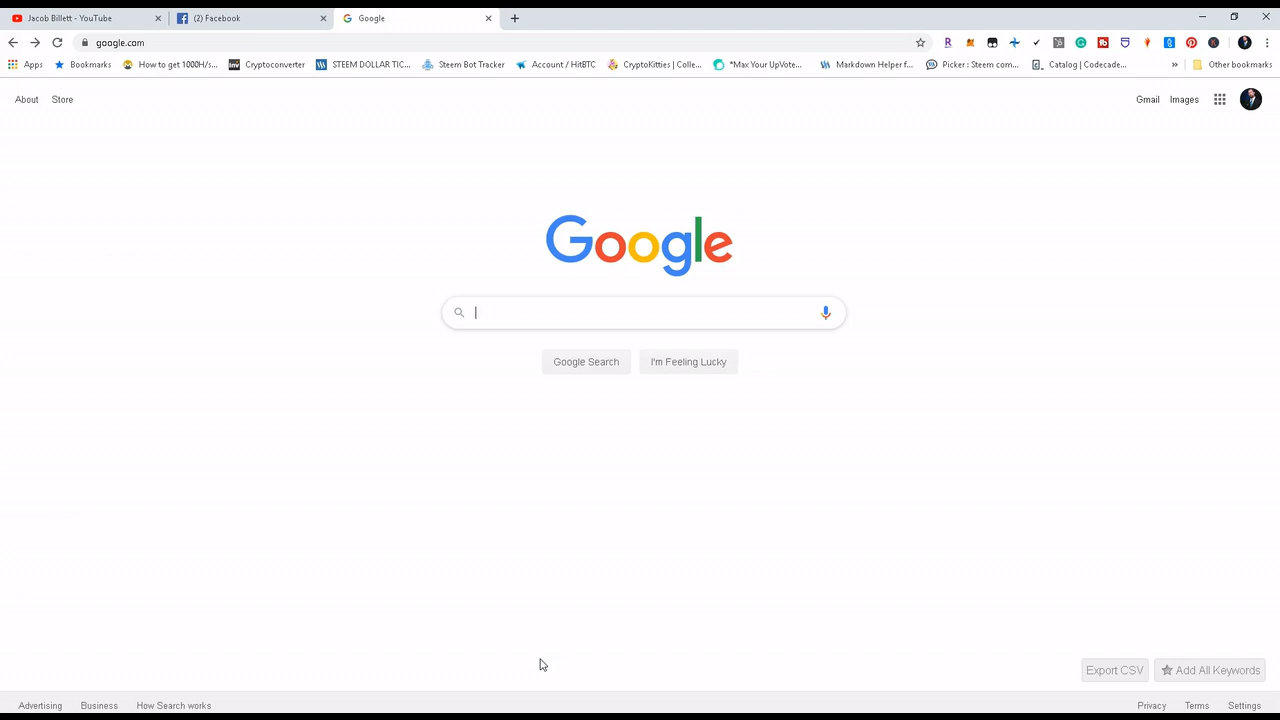 Jacob Billett - YouTube
(2) Facebook
Google
google.com
Apps
Bookmarks
How to get 1000H/s...
Cryptoconverter
STEEM DOLLAR TIC...
Steem Bot Tracker
Account / HitBTC
CryptoKitties | Colle...
*Max Your UpVote...
Markdown Helper f...
Picker : Steem com...
Catalog | Codecade...
»
Other bookmarks
About
Store
Gmail
Images
Google
Google Search
I'm Feeling Lucky
Export CSV
Add All Keywords
Advertising
Business
How Search works
Privacy
Terms
Settings